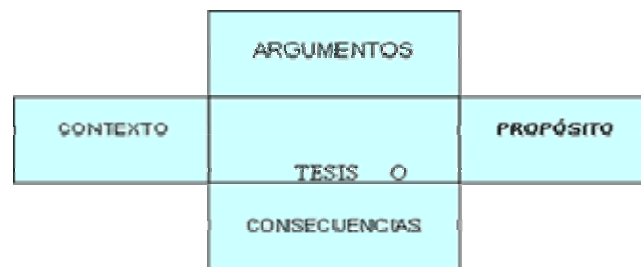 ARGUMENTOS
CONTEXTO
PROPÓSITO
TESIS O
CONSECUENCIAS